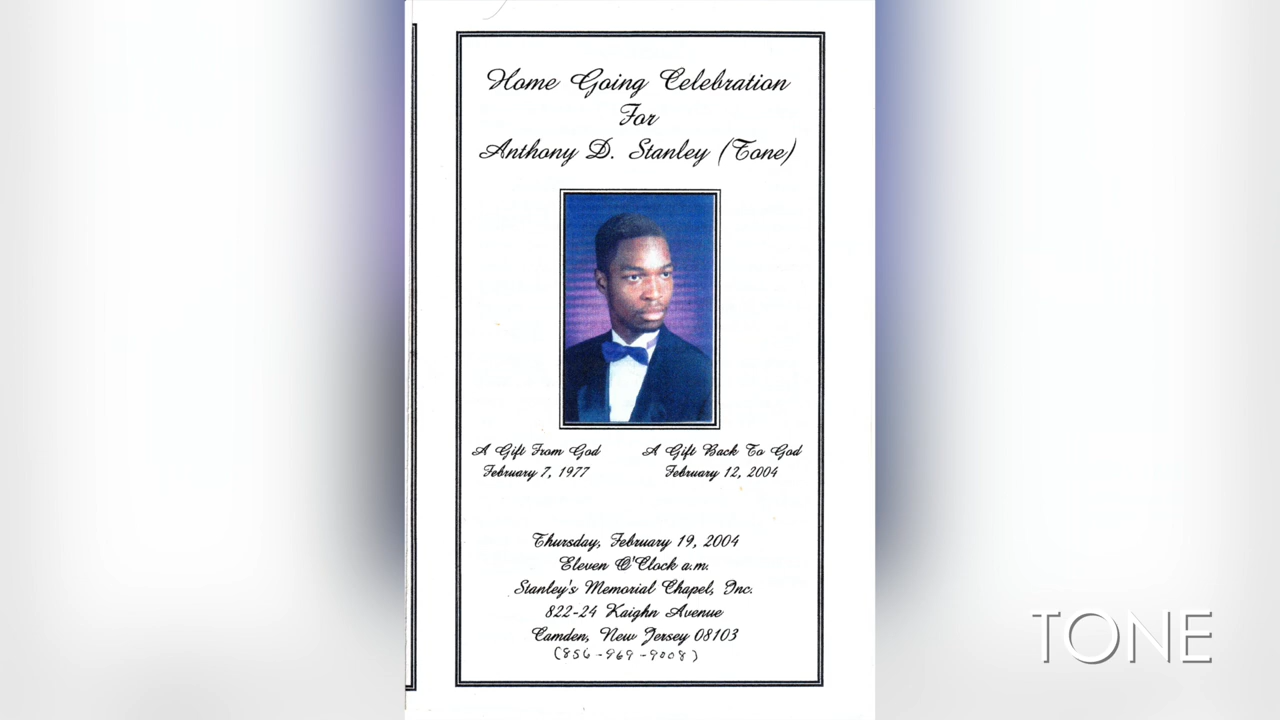 Home Going Celebration
For
Anthony D. Stanley (Tone)
A Gift From God
February 7, 1977
A Gift Back To God
February 12, 2004
Thursday, February 19, 2004
Eleven O'Clock a.m.
Stanley's Memorial Chapel, Inc.
822-24 Kaighn Avenue
Camden, New Jersey 08103
(856-969-9008)
TONE